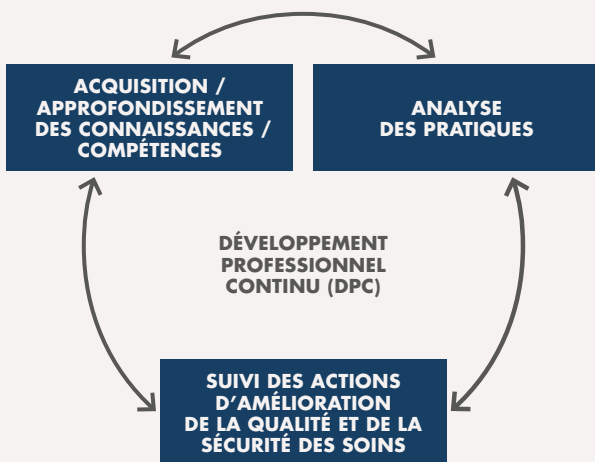 ACQUISITION /
APPROFONDISSEMENT
DES CONNAISSANCES /
COMPÉTENCES
ANALYSE
DES PRATIQUES
DÉVELOPPEMENT
PROFESSIONNEL
CONTINU (DPC)
SUIVI DES ACTIONS
D’AMÉLIORATION
DE LA QUALITÉ ET DE LA
SÉCURITÉ DES SOINS